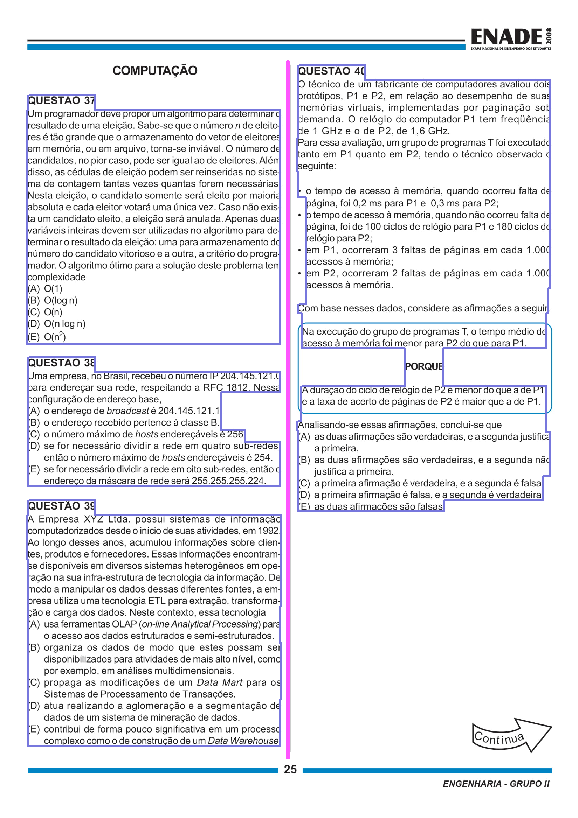 ENADE 2008
EXAME NACIONAL DE DESEMPENHO DOS ESTUDANTES
COMPUTAÇÃO
QUESTÃO 37
Um programador deve propor um algoritmo para determinar o
resultado de uma eleição. Sabe-se que o número n de eleito-
res é tão grande que o armazenamento do vetor de eleitores
em memória, ou em arquivo, torna-se inviável. O número de
candidatos, no pior caso, pode ser igual ao de eleitores. Além
disso, as cédulas de eleição podem ser reinseridas no siste-
ma de contagem tantas vezes quantas forem necessárias.
Nesta eleição, o candidato somente será eleito por maioria
absoluta e cada eleitor votará uma única vez. Caso não exis-
ta um candidato eleito, a eleição será anulada. Apenas duas
variáveis inteiras devem ser utilizadas no algoritmo para de-
terminar o resultado da eleição: uma para armazenamento do
número do candidato vitorioso e a outra, a critério do progra-
mador. O algoritmo ótimo para a solução deste problema tem
complexidade
(A) O(1)
(B) O(log n)
(C) O(n)
(D) O(n log n)
(E) O(n²)
QUESTÃO 38
Uma empresa, no Brasil, recebeu o número IP 204.145.121.0
para endereçar sua rede, respeitando a RFC 1812. Nessa
configuração de endereço base,
(A) o endereço de broadcast é 204.145.121.1.
(B) o endereço recebido pertence à classe B.
(C) o número máximo de hosts endereçáveis é 256.
(D) se for necessário dividir a rede em quatro sub-redes,
então o número máximo de hosts endereçáveis é 254.
(E) se for necessário dividir a rede em oito sub-redes, então o
endereço da máscara de rede será 255.255.255.224.
QUESTÃO 39
A Empresa XYZ Ltda. possui sistemas de informação
computadorizados desde o início de suas atividades, em 1992.
Ao longo desses anos, acumulou informações sobre clien-
tes, produtos e fornecedores. Essas informações encontram-
se disponíveis em diversos sistemas heterogêneos em ope-
ração na sua infra-estrutura de tecnologia da informação. De
modo a manipular os dados dessas diferentes fontes, a em-
presa utiliza uma tecnologia ETL para extração, transforma-
ção e carga dos dados. Neste contexto, essa tecnologia
(A) usa ferramentas OLAP (on-line Analytical Processing) para
o acesso aos dados estruturados e semi-estruturados.
(B) organiza os dados de modo que estes possam ser
disponibilizados para atividades de mais alto nível, como
por exemplo, em análises multidimensionais.
(C) propaga as modificações de um Data Mart para os
Sistemas de Processamento de Transações.
(D) atua realizando a aglomeração e a segmentação de
dados de um sistema de mineração de dados.
(E) contribui de forma pouco significativa em um processo
complexo como o de construção de um Data Warehouse.
QUESTÃO 40
O técnico de um fabricante de computadores avaliou dois
protótipos, P1 e P2, em relação ao desempenho de suas
memórias virtuais, implementadas por paginação sob
demanda. O relógio do computador P1 tem freqüência
de 1 GHz e o de P2, de 1,6 GHz.
Para essa avaliação, um grupo de programas T foi executado
tanto em P1 quanto em P2, tendo o técnico observado o
seguinte:
• o tempo de acesso à memória, quando ocorreu falta de
página, foi 0,2 ms para P1 e 0,3 ms para P2;
• o tempo de acesso à memória, quando não ocorreu falta de
página, foi de 100 ciclos de relógio para P1 e 180 ciclos de
relógio para P2;
• em P1, ocorreram 3 faltas de páginas em cada 1.000
acessos à memória;
• em P2, ocorreram 2 faltas de páginas em cada 1.000
acessos à memória.
Com base nesses dados, considere as afirmações a seguir.
Na execução do grupo de programas T, o tempo médio de
acesso à memória foi menor para P2 do que para P1.
PORQUE
A duração do ciclo de relógio de P2 é menor do que a de P1
e a taxa de acerto de páginas de P2 é maior que a de P1.
Analisando-se essas afirmações, conclui-se que
(A) as duas afirmações são verdadeiras, e a segunda justifica
a primeira.
(B) as duas afirmações são verdadeiras, e a segunda não
justifica a primeira.
(C) a primeira afirmação é verdadeira, e a segunda é falsa.
(D) a primeira afirmação é falsa, e a segunda é verdadeira.
(E) as duas afirmações são falsas.
Continua
25
ENGENHARIA - GRUPO II